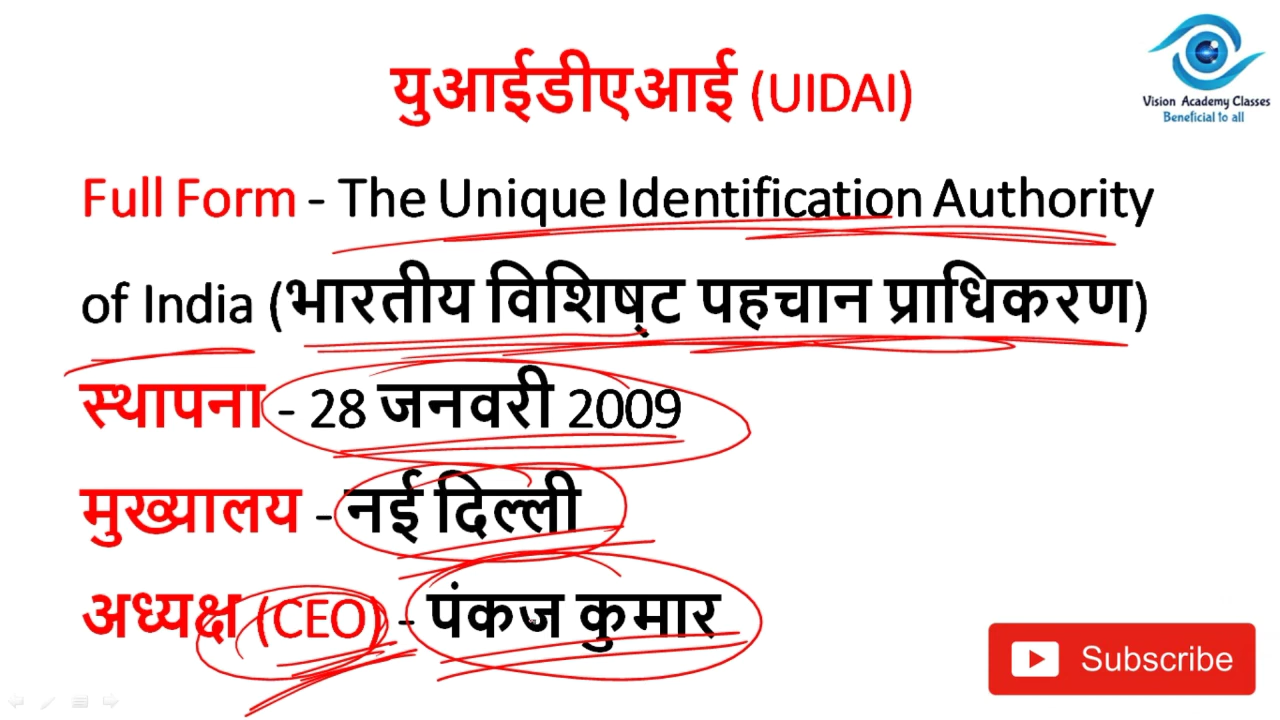 युआईडीएआई (UIDAI)
Vision Academy Classes
Beneficial to all
Full Form - The Unique Identification Authority
of India (भारतीय विशिष़्ट पहचान प्राधिकरण)
स्थापना - 28 जनवरी 2009
मुख्यालय - नई दिल्ली
अध्यक्ष (CEO) - पंकज कुमार
Subscribe